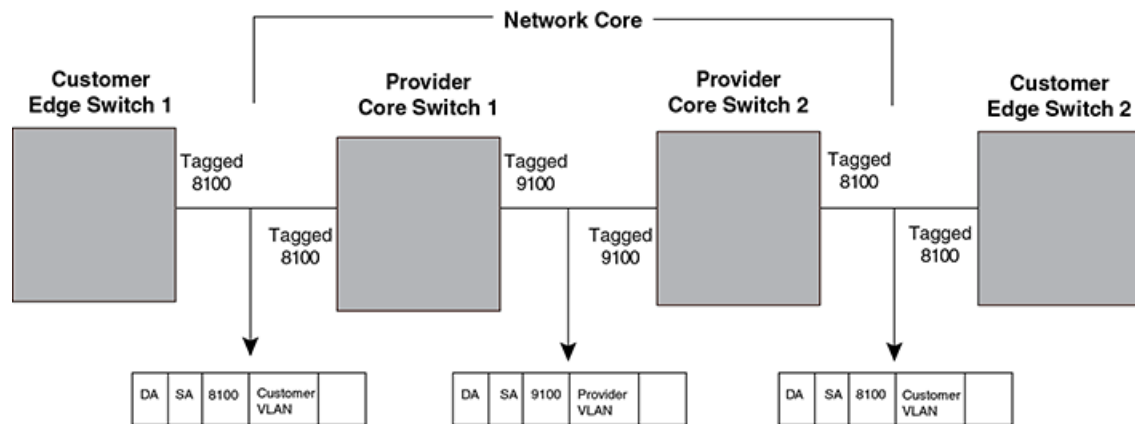 Network Core
Customer
Edge Switch 1
Provider
Core Switch 1
Provider
Core Switch 2
Customer
Edge Switch 2
Tagged
8100
Tagged
8100
Tagged
9100
Tagged
9100
Tagged
8100
Tagged
8100
DA SA 8100 Customer
VLAN
DA SA 9100 Provider
VLAN
DA SA 8100 Customer
VLAN